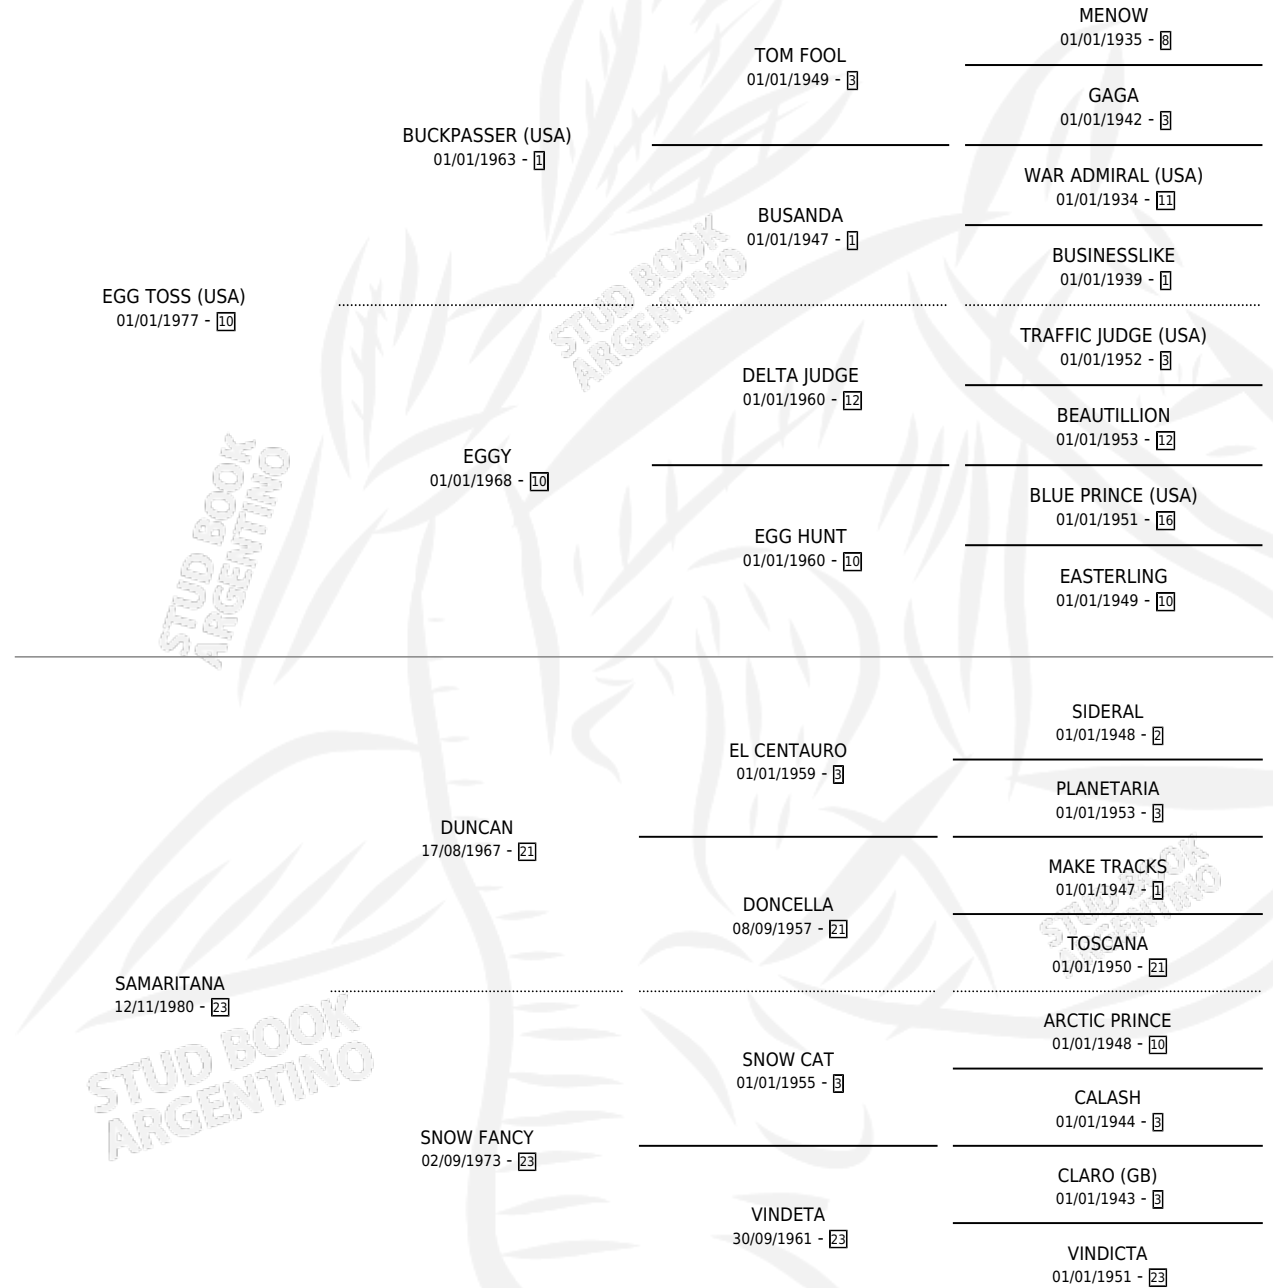 MENOW
01/01/1935 - 8
TOM FOOL
01/01/1949 - 3
GAGA
01/01/1942 - 3
BUCKPASSER (USA)
01/01/1963 - 1
WAR ADMIRAL (USA)
01/01/1934 - 11
BUSANDA
01/01/1947 - 1
BUSINESSLIKE
01/01/1939 - 1
EGG TOSS (USA)
01/01/1977 - 10
TRAFFIC JUDGE (USA)
01/01/1952 - 3
DELTA JUDGE
01/01/1960 - 12
BEAUTILLION
01/01/1953 - 12
EGGY
01/01/1968 - 10
BLUE PRINCE (USA)
01/01/1951 - 16
EGG HUNT
01/01/1960 - 10
EASTERLING
01/01/1949 - 10
SIDERAL
01/01/1948 - 2
EL CENTAURO
01/01/1959 - 3
PLANETARIA
01/01/1953 - 3
DUNCAN
17/08/1967 - 21
MAKE TRACKS
01/01/1947 - 1
DONCELLA
08/09/1957 - 21
TOSCANA
01/01/1950 - 21
SAMARITANA
12/11/1980 - 23
ARCTIC PRINCE
01/01/1948 - 10
SNOW CAT
01/01/1955 - 3
CALASH
01/01/1944 - 3
SNOW FANCY
02/09/1973 - 23
CLARO (GB)
01/01/1943 - 3
VINDETA
30/09/1961 - 23
VINDICTA
01/01/1951 - 23
STUD BOOK
ARGENTINO
STUD BOOK
ARGENTINO
STUD BOOK
ARGENTINO
STUD BOOK
ARGENTINO